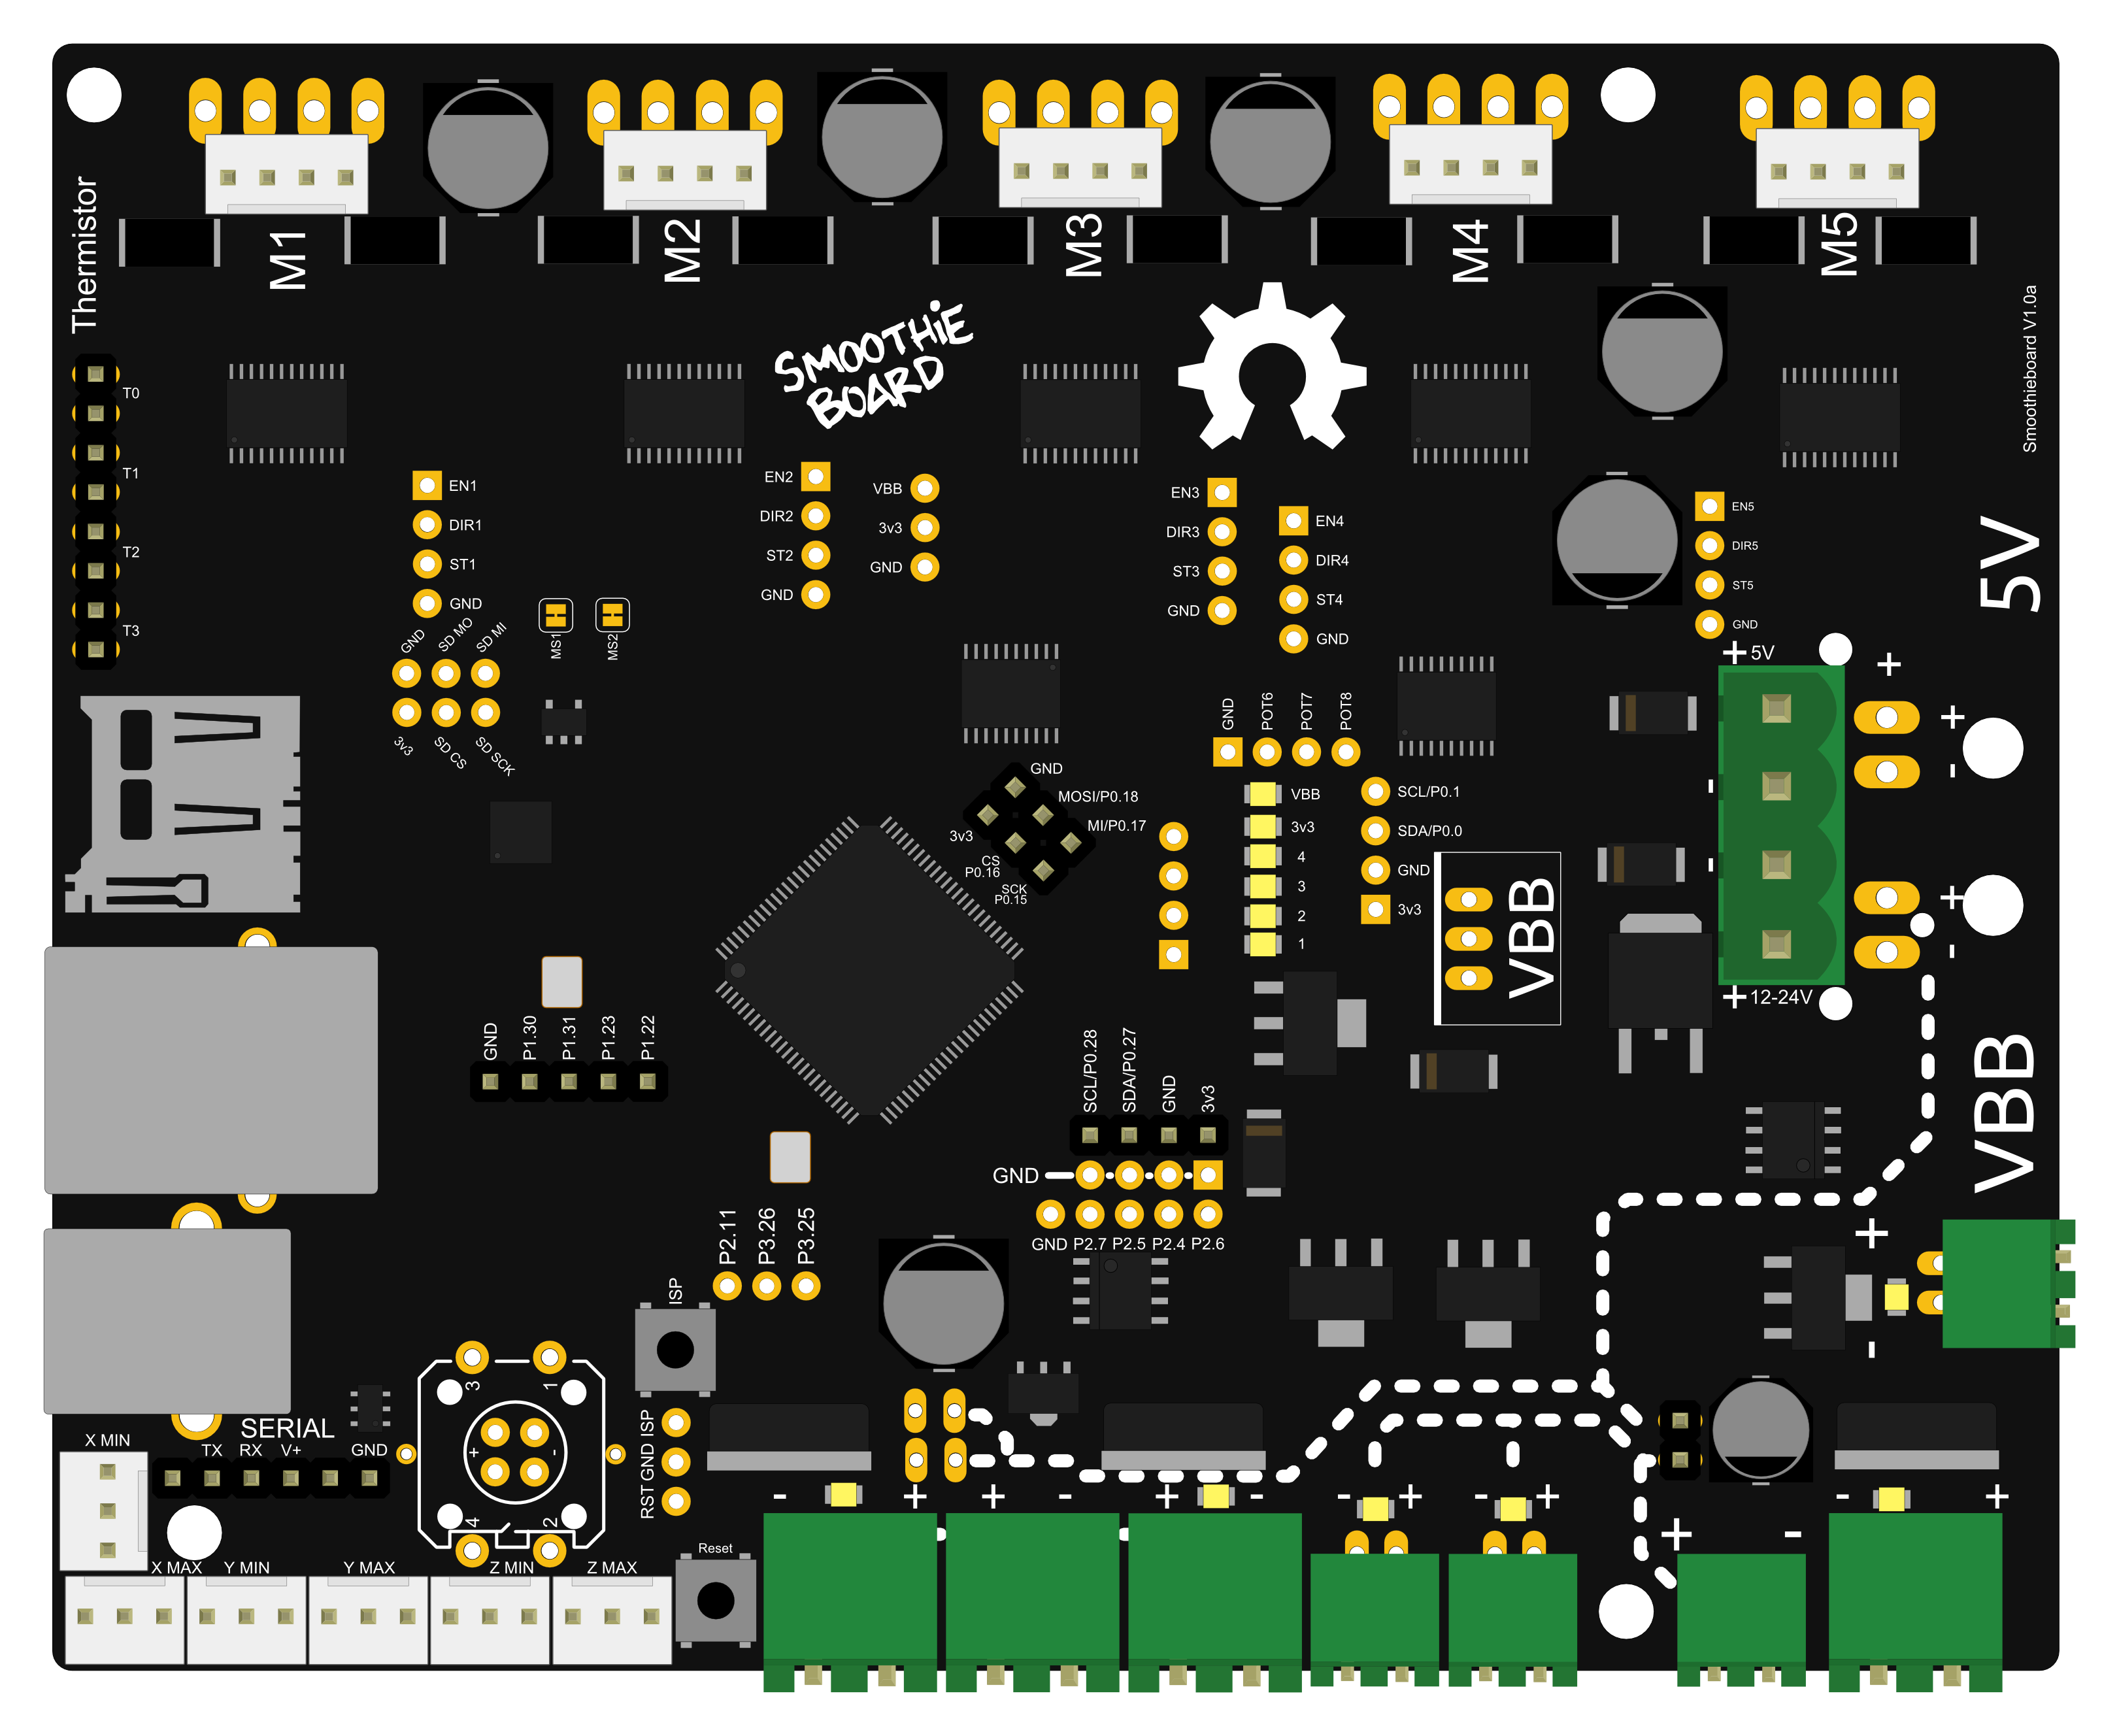 Thermistor
M1
M2
M3
M4
M5
SMOOTHiE
BOARD
Smoothieboard V1.0a
T0
T1
T2
T3
EN1
DIR1
ST1
GND
EN2
DIR2
ST2
GND
VBB
3v3
GND
EN3
DIR3
ST3
GND
EN4
DIR4
ST4
GND
EN5
DIR5
ST5
GND
5V
GND
SD MO
SD MI
3v3
SD CS
SD SCK
MS1
MS2
+ 5V
+
+
-
-
-
+
-
+ 12-24V
GND
POT6
POT7
POT8
GND
MOSI/P0.18
MI/P0.17
3v3
CS
P0.16
SCK
P0.15
VBB
3v3
4
3
2
1
SCL/P0.1
SDA/P0.0
GND
3v3
VBB
VBB
GND
P1.30
P1.31
P1.23
P1.22
SCL/P0.28
SDA/P0.27
GND
3v3
GND
GND P2.7 P2.5 P2.4 P2.6
P2.11
P3.26
P3.25
ISP
+
-
3
1
+
-
4
2
SERIAL
X MIN
TX RX V+ GND
RST GND ISP
Reset
X MAX Y MIN Y MAX Z MIN Z MAX
- + + - + - - + - + - +
+ -